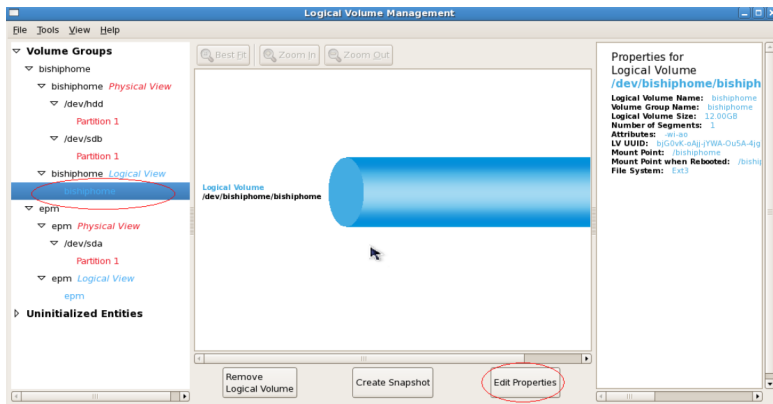 Logical Volume Management
File Tools View Help
Volume Groups
bishiphome
bishiphome Physical View
/dev/hdd
Partition 1
/dev/sdb
Partition 1
bishiphome Logical View
bishiphome
epm
epm Physical View
/dev/sda
Partition 1
epm Logical View
epm
Uninitialized Entities
Best Fit Zoom In Zoom Out
Logical Volume
/dev/bishiphome/bishiphome
Remove
Logical Volume
Create Snapshot
Edit Properties
Properties for
Logical Volume
/dev/bishiphome/bishiph
Logical Volume Name: bishiphome
Volume Group Name: bishiphome
Logical Volume Size: 12.00GB
Number of Segments: 1
Attributes: -wi-ao
LV UUID: bJG0vK-oAjj-jYWA-Ou5A-4jg
Mount Point: /bishiphome
Mount Point when Rebooted: /biship
File System: Ext3